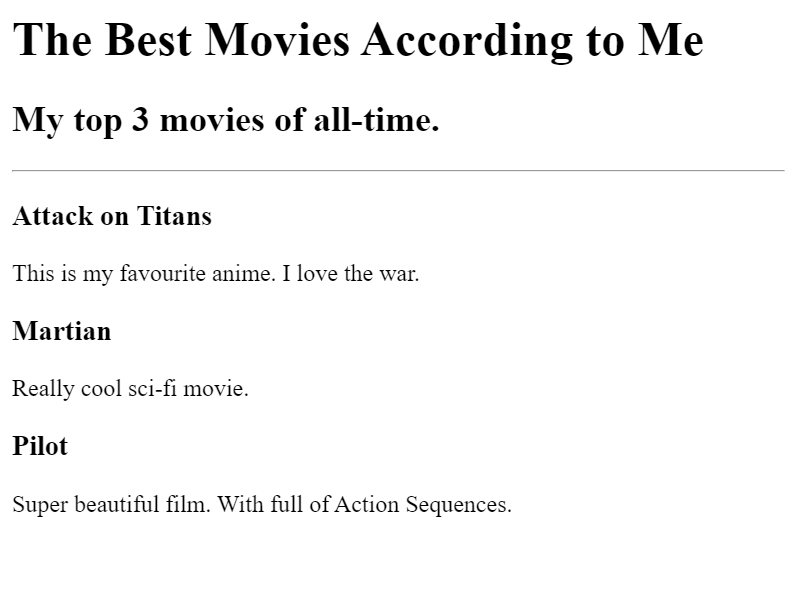 The Best Movies According to Me
My top 3 movies of all-time.
Attack on Titans
This is my favourite anime. I love the war.
Martian
Really cool sci-fi movie.
Pilot
Super beautiful film. With full of Action Sequences.